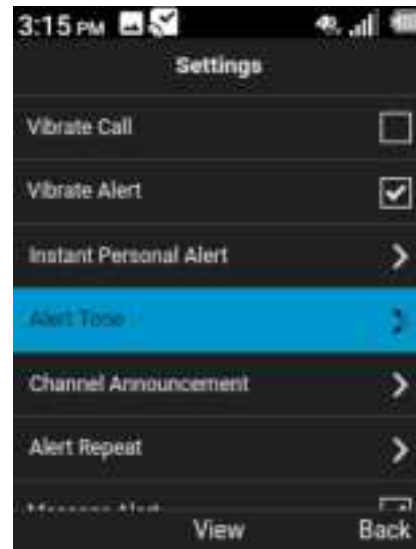 3:15 PM
Settings
Vibrate Call
Vibrate Alert
Instant Personal Alert
Alert Tone
Channel Announcement
Alert Repeat
View Back